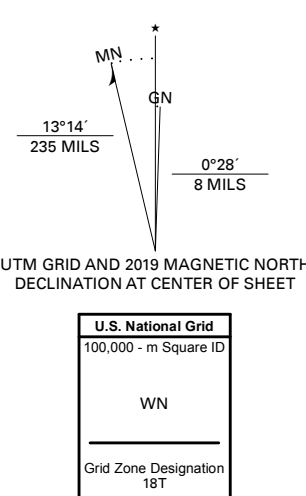 ★
MN
GN
13°14´
235 MILS
0°28´
8 MILS
UTM GRID AND 2019 MAGNETIC NORTH
DECLINATION AT CENTER OF SHEET
U.S. National Grid
100,000 - m Square ID
WN
Grid Zone Designation
18T